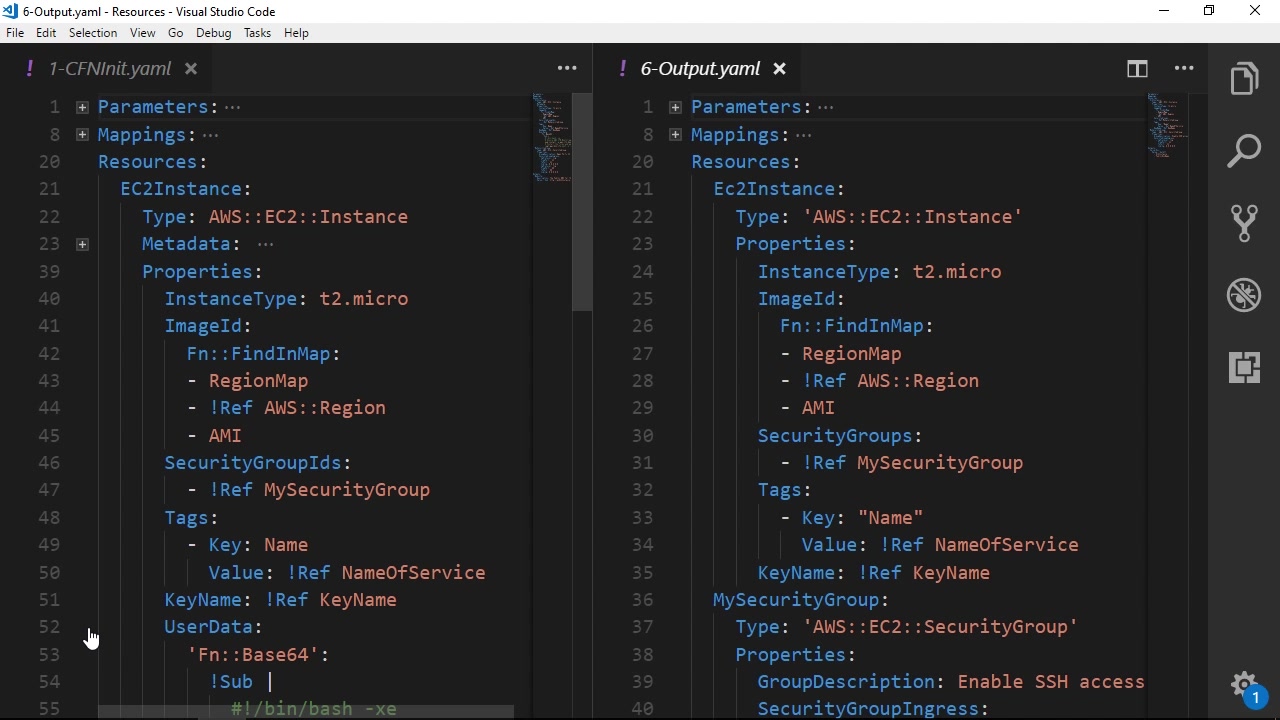 6-Output.yaml - Resources - Visual Studio Code
File Edit Selection View Go Debug Tasks Help
! 1-CFNInit.yaml × ···
1 Parameters: ···
8 Mappings: ···
20 Resources:
21 EC2Instance:
22 Type: AWS::EC2::Instance
23 Metadata: ···
39 Properties:
40 InstanceType: t2.micro
41 ImageId:
42 Fn::FindInMap:
43 - RegionMap
44 - !Ref AWS::Region
45 - AMI
46 SecurityGroupIds:
47 - !Ref MySecurityGroup
48 Tags:
49 - Key: Name
50 Value: !Ref NameOfService
51 KeyName: !Ref KeyName
52 UserData:
53 'Fn::Base64':
54 !Sub |
55 #!/bin/bash -xe
! 6-Output.yaml × ···
1 Parameters: ···
8 Mappings: ···
20 Resources:
21 Ec2Instance:
22 Type: 'AWS::EC2::Instance'
23 Properties:
24 InstanceType: t2.micro
25 ImageId:
26 Fn::FindInMap:
27 - RegionMap
28 - !Ref AWS::Region
29 - AMI
30 SecurityGroups:
31 - !Ref MySecurityGroup
32 Tags:
33 - Key: "Name"
34 Value: !Ref NameOfService
35 KeyName: !Ref KeyName
36 MySecurityGroup:
37 Type: 'AWS::EC2::SecurityGroup'
38 Properties:
39 GroupDescription: Enable SSH access
40 SecurityGroupIngress:
1